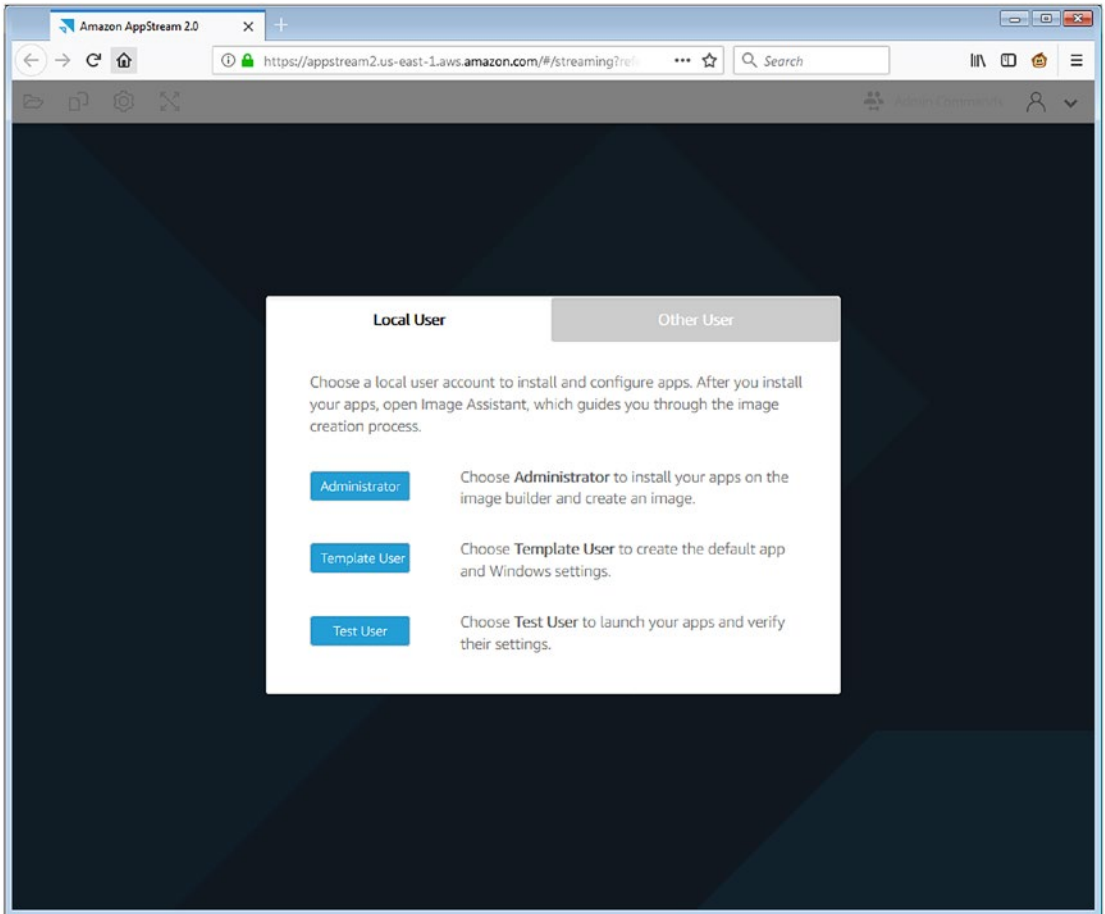 Amazon AppStream 2.0
https://appstream2.us-east-1.aws.amazon.com/#/streaming?ref
Search
Admin Commands
Local User
Other User
Choose a local user account to install and configure apps. After you install
your apps, open Image Assistant, which guides you through the image
creation process.
Administrator
Choose Administrator to install your apps on the
image builder and create an image.
Template User
Choose Template User to create the default app
and Windows settings.
Test User
Choose Test User to launch your apps and verify
their settings.